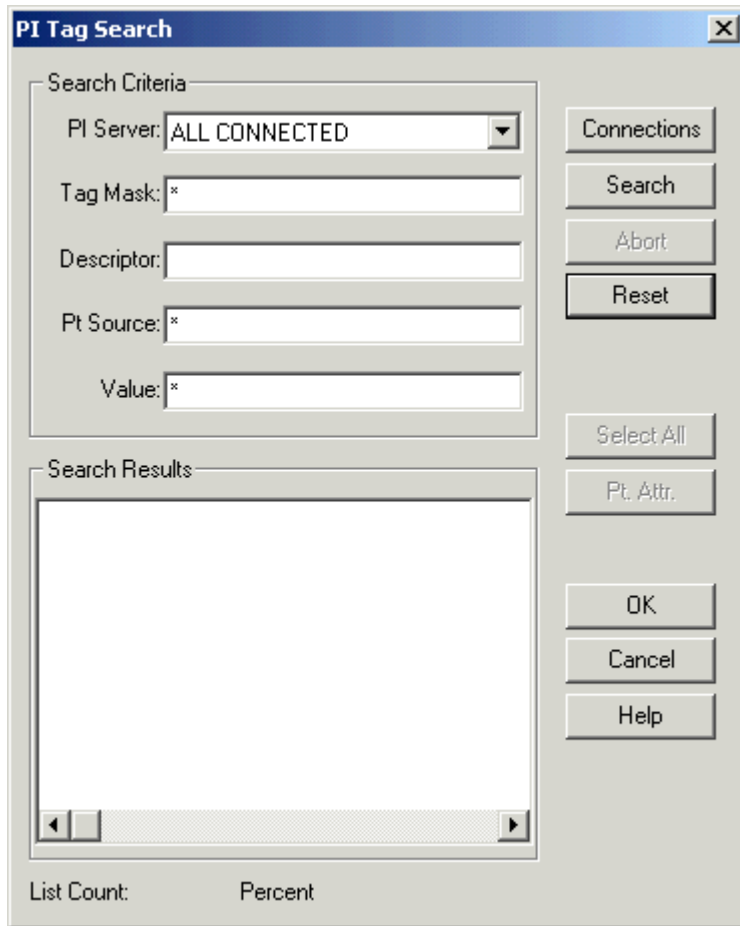 PI Tag Search
Search Criteria
PI Server: ALL CONNECTED
Connections
Tag Mask: *
Search
Descriptor:
Abort
Pt Source: *
Reset
Value: *
Select All
Search Results
Pt. Attr.
OK
Cancel
Help
List Count: Percent